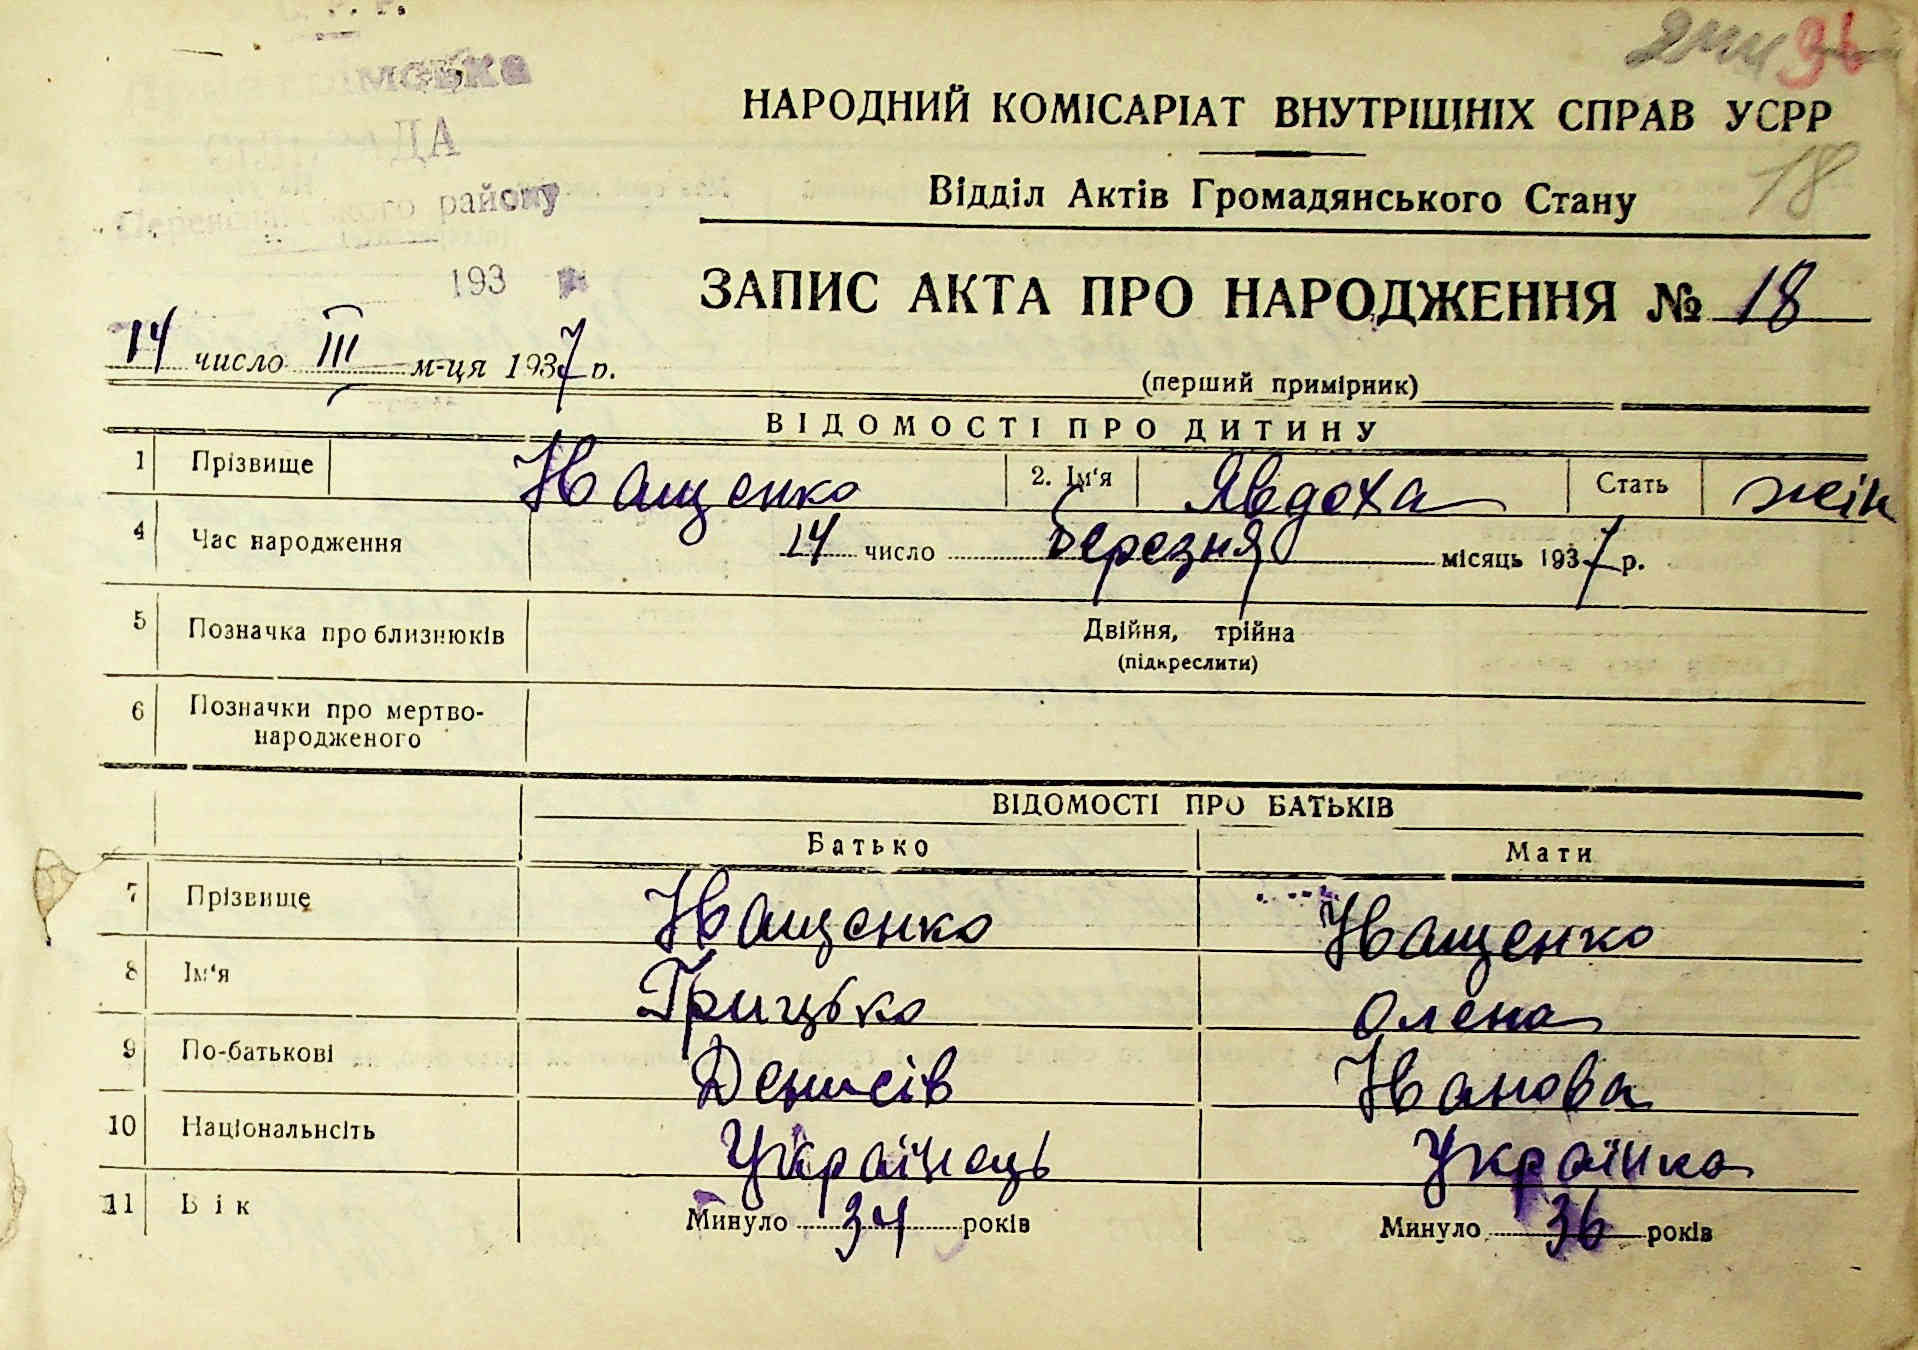 96
НАРОДНИЙ КОМІСАРІАТ ВНУТРІШНІХ СПРАВ УСРР
18
Відділ Актів Громадянського Стану
району
193
ЗАПИС АКТА ПРО НАРОДЖЕННЯ № 18
14 число III м-ця 1937 р.
(перший примірник)
ВІДОМОСТІ ПРО ДИТИНУ
1 Прізвище Іващенко 2. Ім'я Явдоха Стать жін
4 Час народження 14 число Березня місяць 1937 р.
5 Позначка про близнюків Двійня, трійна
(підкреслити)
6 Позначки про мертво-
народженого
ВІДОМОСТІ ПРО БАТЬКІВ
Батько Мати
7 Прізвище Іващенко Іващенко
8 Ім'я Грицько Олена
9 По-батькові Денисів Іванова
10 Національнсіть Українець Українка
11 Вік Минуло 34 років Минуло 36 років